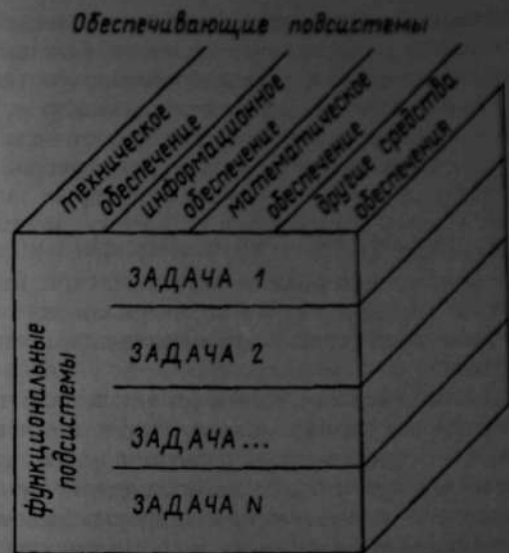 Обеспечивающие подсистемы
техническое
обеспечение
информационное
обеспечение
математическое
обеспечение
другие средства
обеспечения
функциональные
подсистемы
ЗАДАЧА 1
ЗАДАЧА 2
ЗАДАЧА...
ЗАДАЧА N